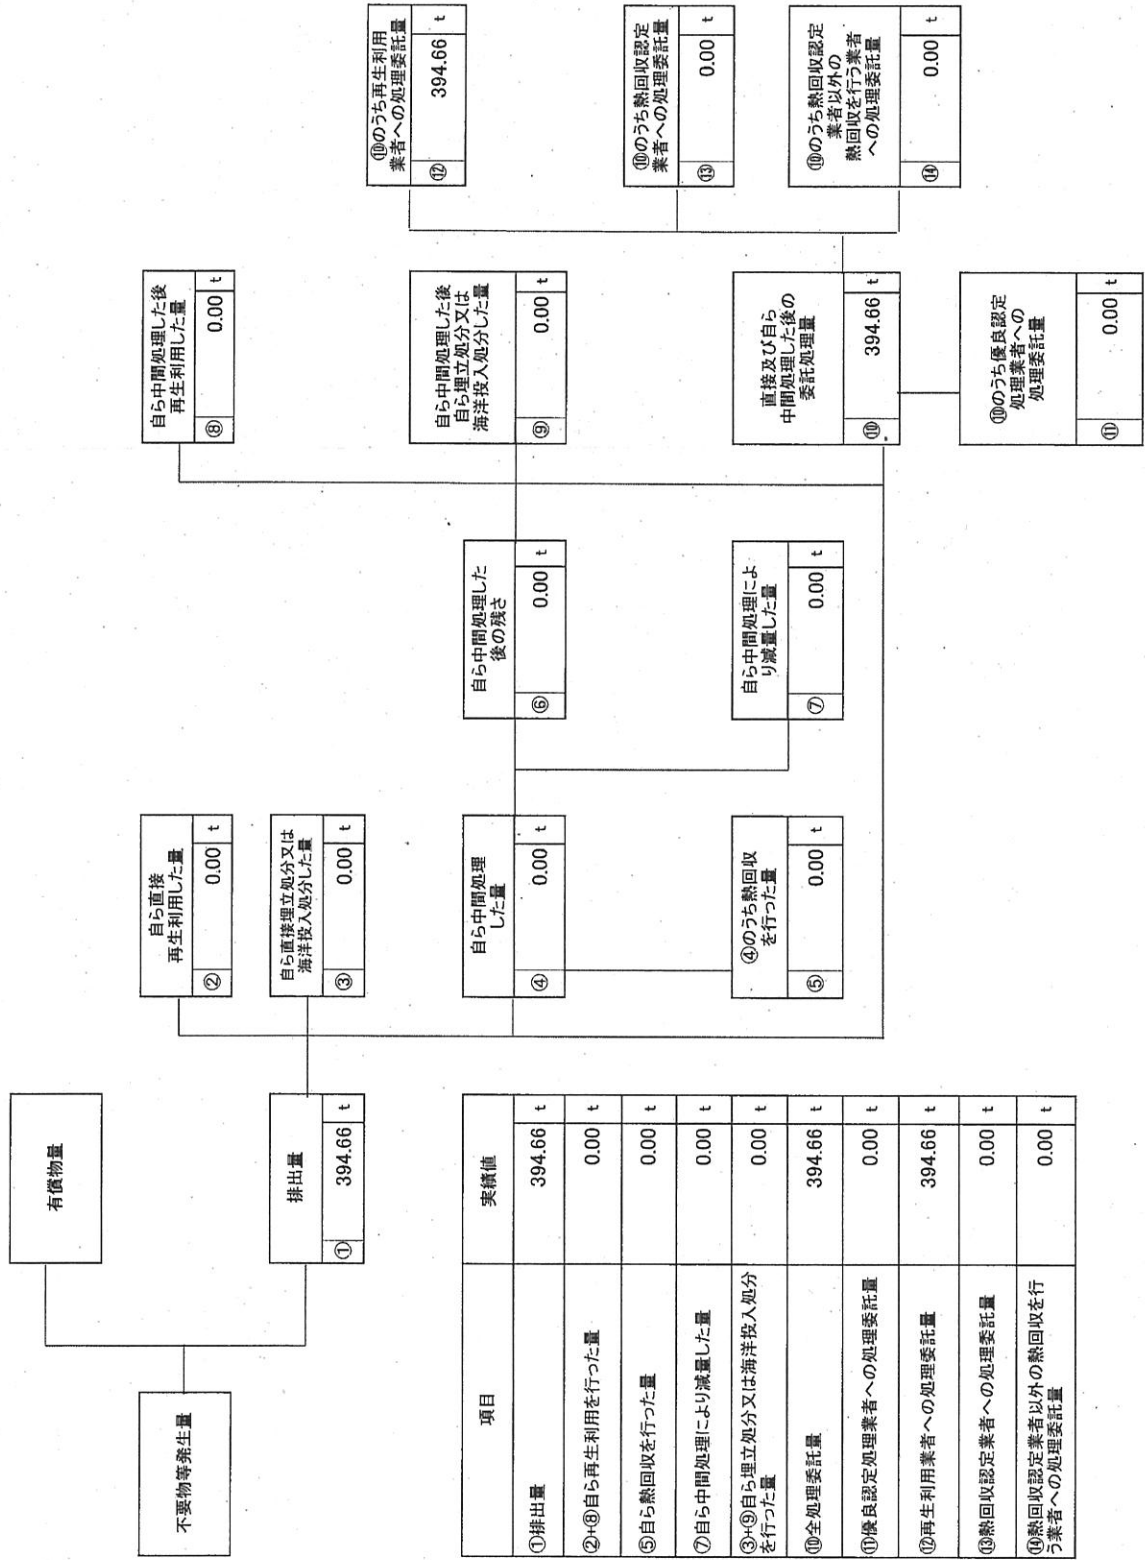 不要物等発生量
有償物量
排出量
① 394.66 t
自ら直接
再生利用した量
② 0.00 t
自ら直接埋立処分又は
海洋投入処分した量
③ 0.00 t
自ら中間処理
した量
④ 0.00 t
④のうち熱回収
を行った量
⑤ 0.00 t
自ら中間処理した
後の残さ
⑥ 0.00 t
自ら中間処理によ
り減量した量
⑦ 0.00 t
自ら中間処理した後
再生利用した量
⑧ 0.00 t
自ら中間処理した後
自ら埋立処分又は
海洋投入処分した量
⑨ 0.00 t
直接及び自ら
中間処理した後の
委託処理量
⑩ 394.66 t
⑩のうち優良認定
処理業者への
処理委託量
⑪ 0.00 t
⑩のうち再生利用
業者への処理委託量
⑫ 394.66 t
⑩のうち熱回収認定
業者への処理委託量
⑬ 0.00 t
⑩のうち熱回収認定
業者以外の
熱回収を行う業者
への処理委託量
⑭ 0.00 t
項目 実績値
①排出量 394.66 t
②+⑧自ら再生利用を行った量 0.00 t
⑤自ら熱回収を行った量 0.00 t
⑦自ら中間処理により減量した量 0.00 t
③+⑨自ら埋立処分又は海洋投入処分
を行った量 0.00 t
⑩全処理委託量 394.66 t
⑪優良認定処理業者への処理委託量 0.00 t
⑫再生利用業者への処理委託量 394.66 t
⑬熱回収認定業者への処理委託量 0.00 t
⑭熱回収認定業者以外の熱回収を行
う業者への処理委託量 0.00 t